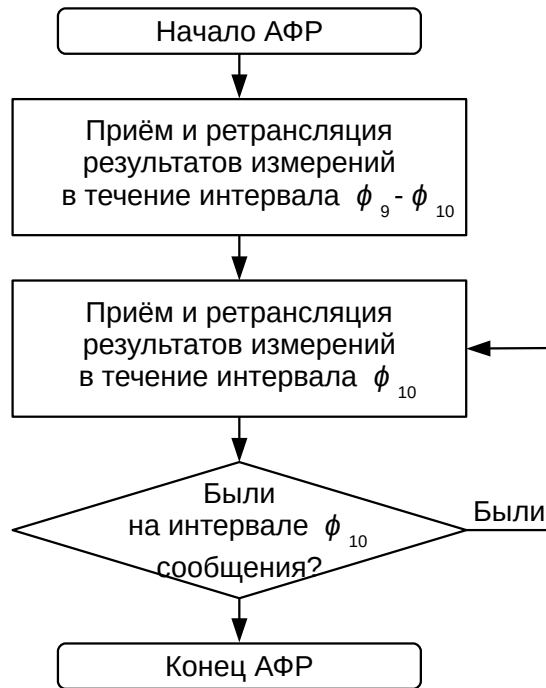 Начало АФР
Приём и ретрансляция
результатов измерений
в течение интервала ϕ 9 - ϕ 10
Приём и ретрансляция
результатов измерений
в течение интервала ϕ 10
Были
на интервале ϕ 10
сообщения?
Были
Конец АФР